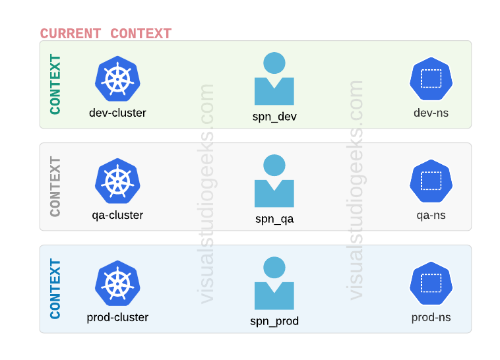 CURRENT CONTEXT
CONTEXT
dev-cluster
spn_dev
dev-ns
CONTEXT
qa-cluster
spn_qa
qa-ns
CONTEXT
prod-cluster
spn_prod
prod-ns
visualstudiogeeks.com
visualstudiogeeks.com